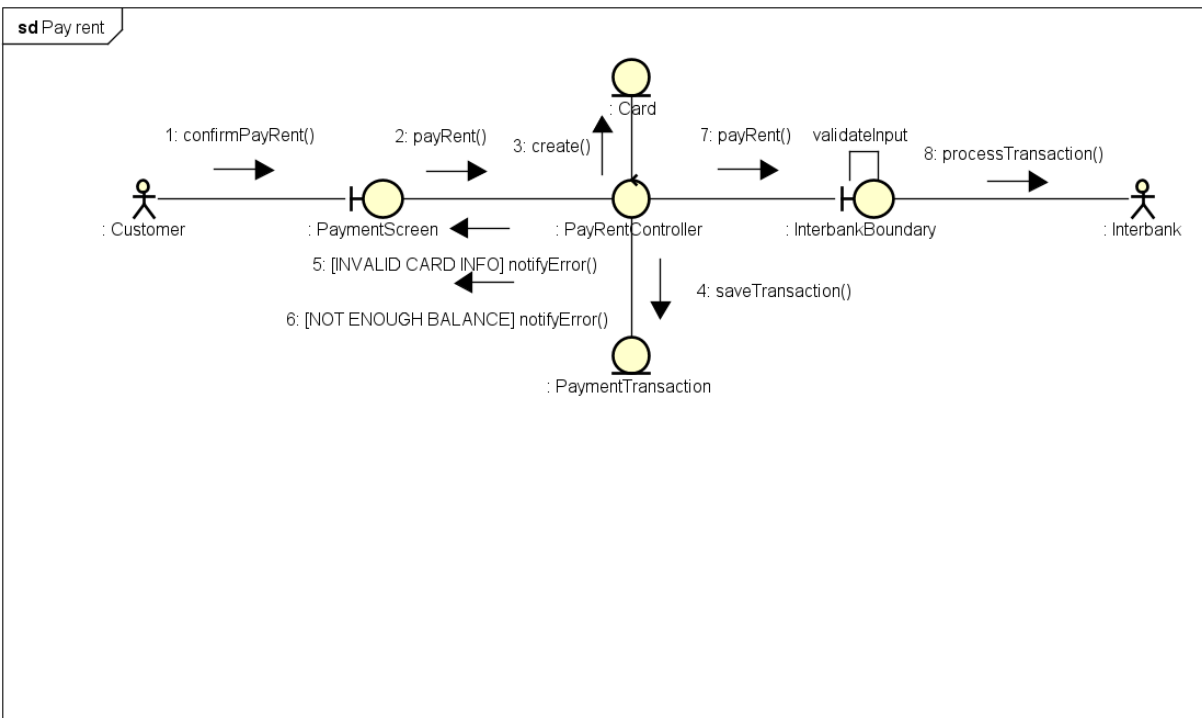 sd Pay rent
: Card
1: confirmPayRent()
2: payRent()
3: create()
7: payRent()
validateInput
8: processTransaction()
: Customer
: PaymentScreen
: PayRentController
: InterbankBoundary
: Interbank
5: [INVALID CARD INFO] notifyError()
4: saveTransaction()
6: [NOT ENOUGH BALANCE] notifyError()
: PaymentTransaction